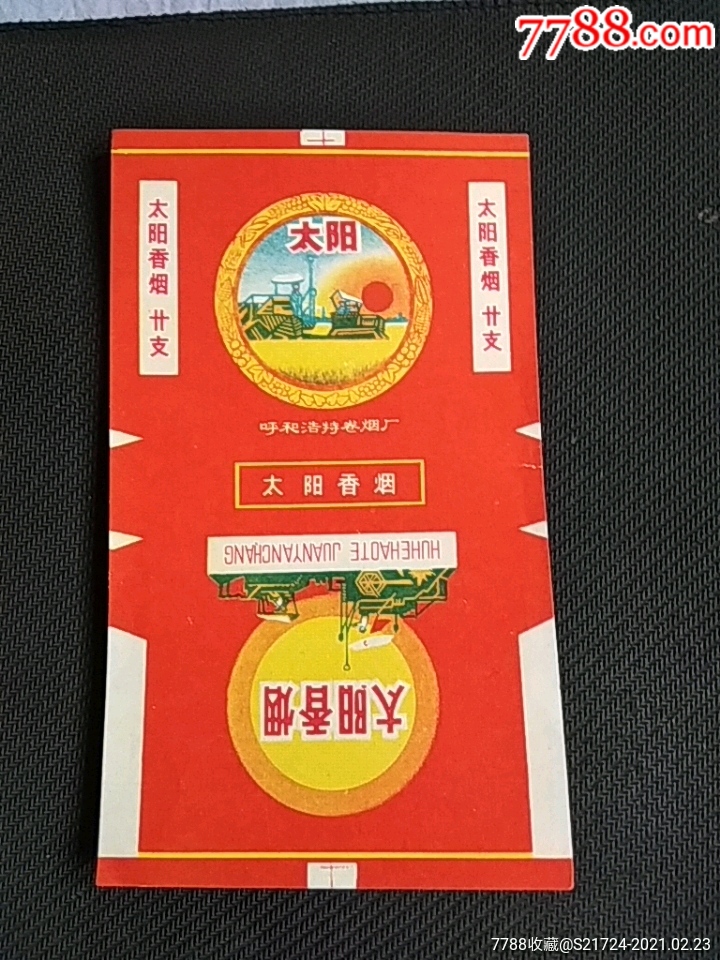 7788.com
太阳
太阳香烟 廿支
太阳香烟 廿支
呼和浩特卷烟厂
太阳香烟
HUHEHAOTE JUANYANCHANG
太阳香烟
7788收藏@S21724-2021.02.23